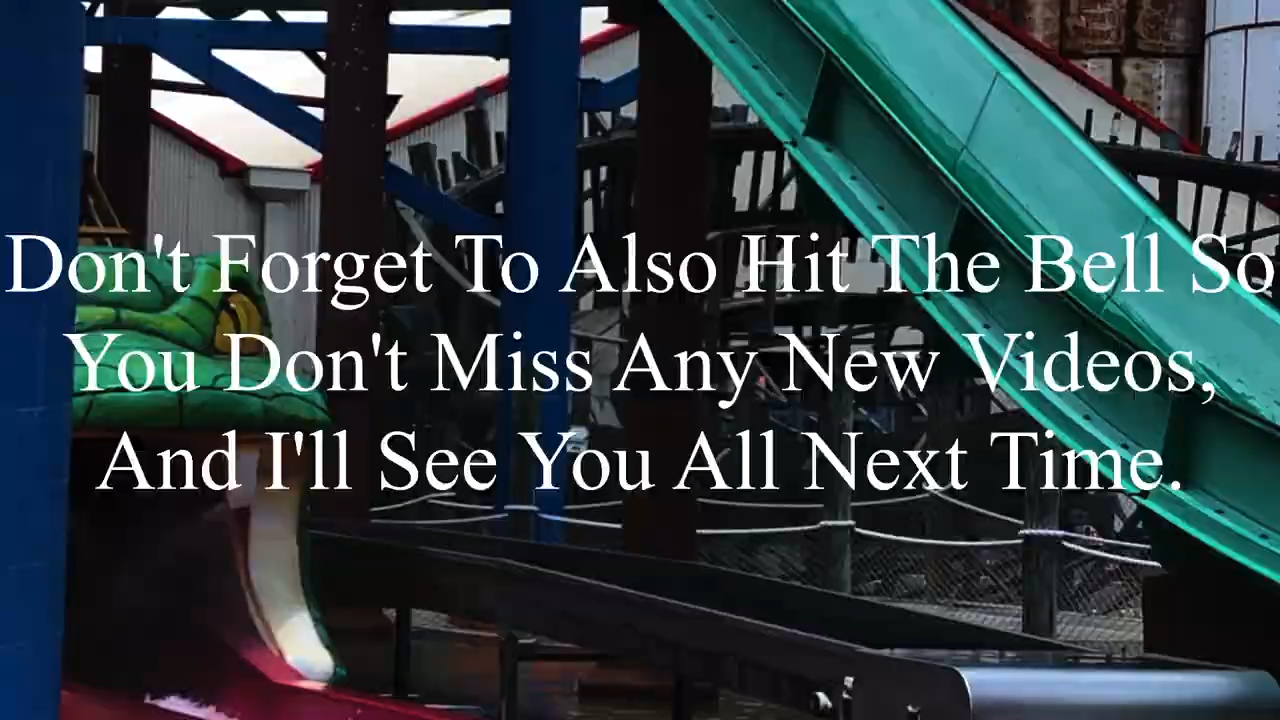 Don't Forget To Also Hit The Bell So
You Don't Miss Any New Videos,
And I'll See You All Next Time.